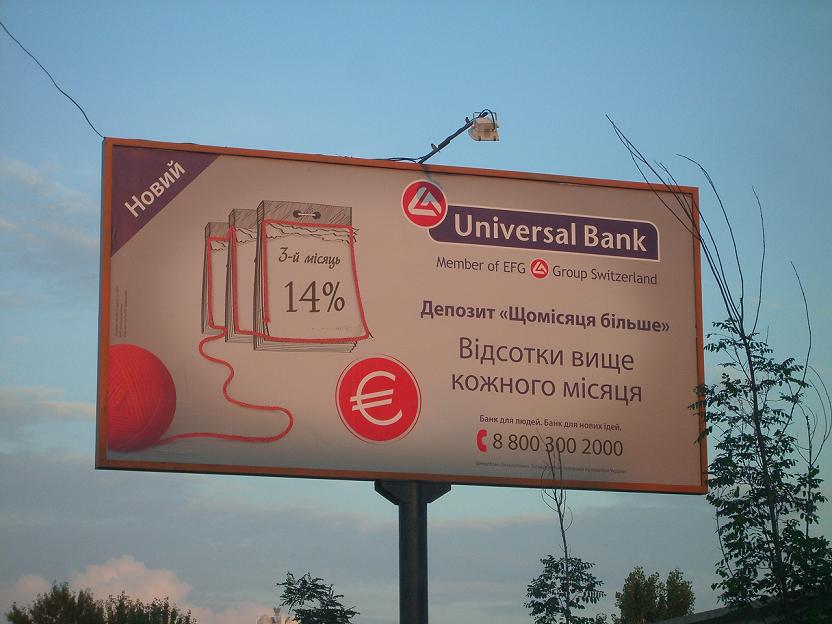 Новий
3-й місяць
14%
Universal Bank
Member of EFG Group Switzerland
Депозит «Щомісяця більше»
Відсотки вище
кожного місяця
€
Банк для людей. Банк для нових ідей.
8 800 300 2000